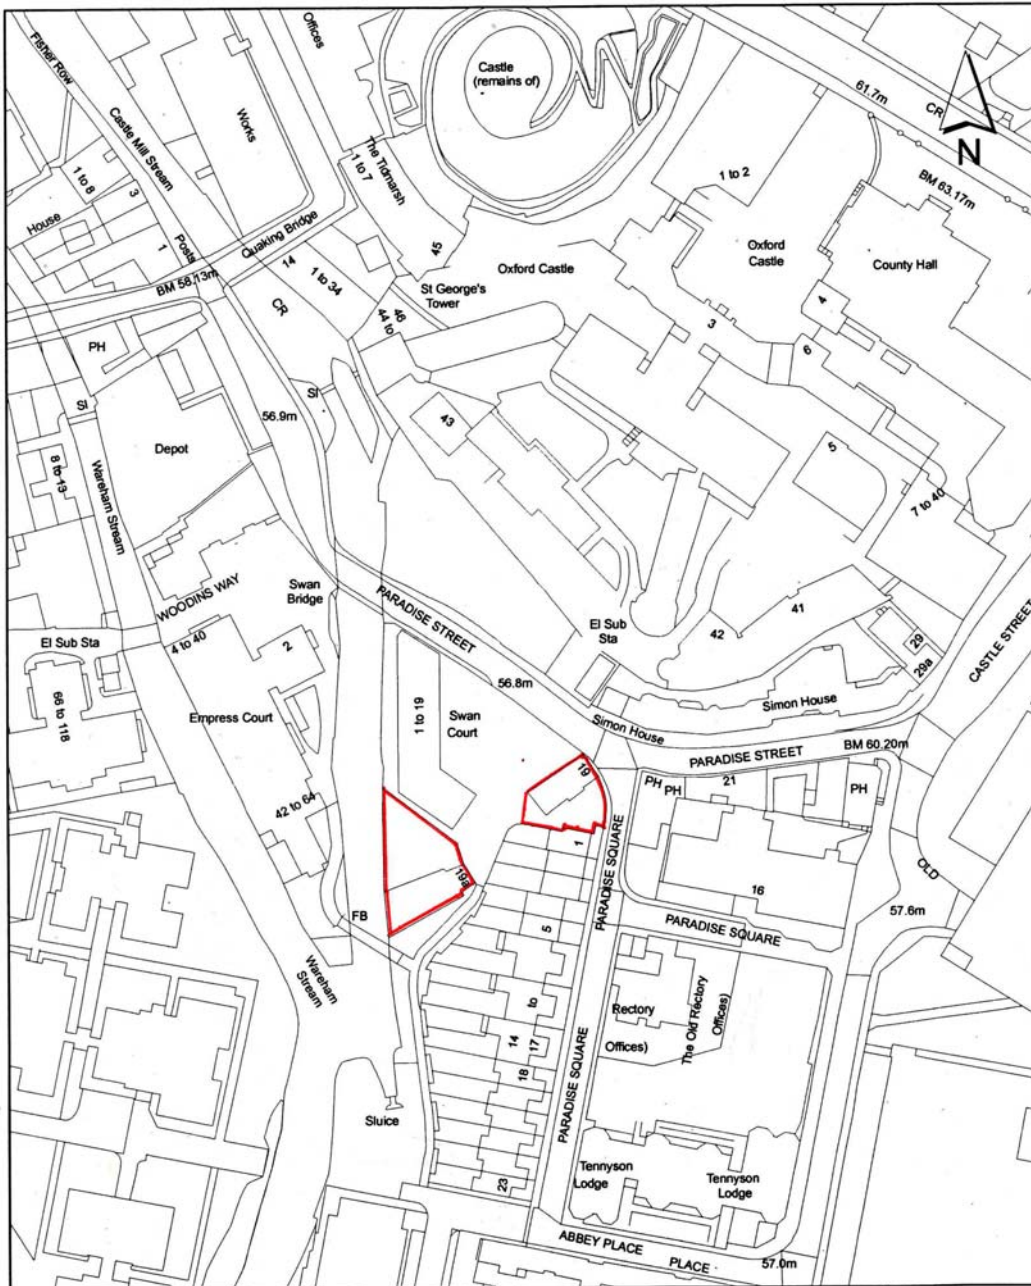 Fisher Row
Castle Mill Stream
Offices
Works
Castle
(remains of)
61.7m
CR
N
BM 63.17m
1 to 8
3
House
1
Posts
The Tidmarsh
1 to 7
45
Quaking Bridge
BM 58.13m
14
1 to 34
CR
44 to 46
St George's
Tower
Oxford Castle
1 to 2
Oxford
Castle
County Hall
4
3
6
5
7 to 40
PH
SI
Depot
56.9m
SI
43
8 to 13
Wareham Stream
WOODINS WAY
Swan
Bridge
PARADISE STREET
El Sub
Sta
42
41
29
29a
CASTLE STREET
El Sub Sta
4 to 40
2
66 to 118
Empress Court
42 to 64
56.8m
1 to 19
Swan
Court
Simon House
Simon House
PARADISE STREET
BM 60.20m
19
PH
PH
21
PH
1
PARADISE SQUARE
OLD
19a
16
57.6m
FB
5
PARADISE SQUARE
Wareham
Stream
to
14
17
18
Rectory
Offices)
The Old Rectory
Offices)
PARADISE SQUARE
Sluice
23
Tennyson
Lodge
Tennyson
Lodge
ABBEY PLACE
PLACE
57.0m